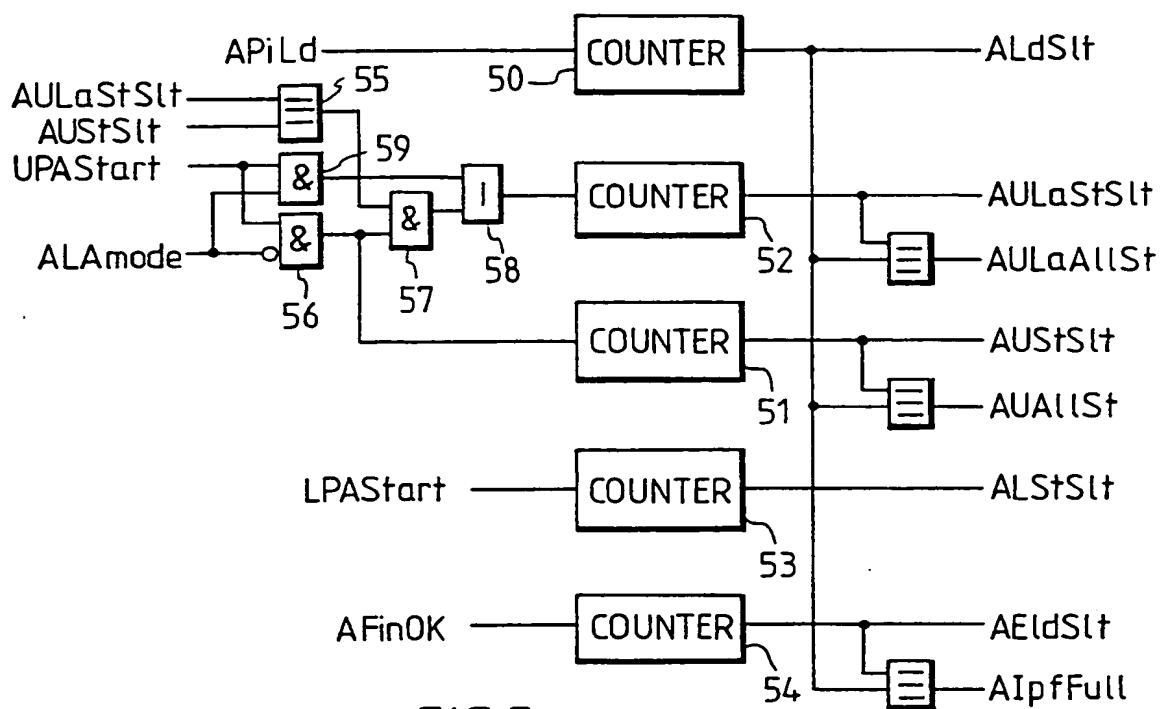 APiLd
COUNTER
50
ALdSlt
AULaStSlt
55
AUStSlt
UPAStart
&
59
ALAmode
&
56
&
57
58
COUNTER
52
AULaStSlt
AULaAllSt
COUNTER
51
AUStSlt
AUAllSt
LPAStart
COUNTER
53
ALStSlt
AFinOK
COUNTER
54
AEldSlt
AIpfFull